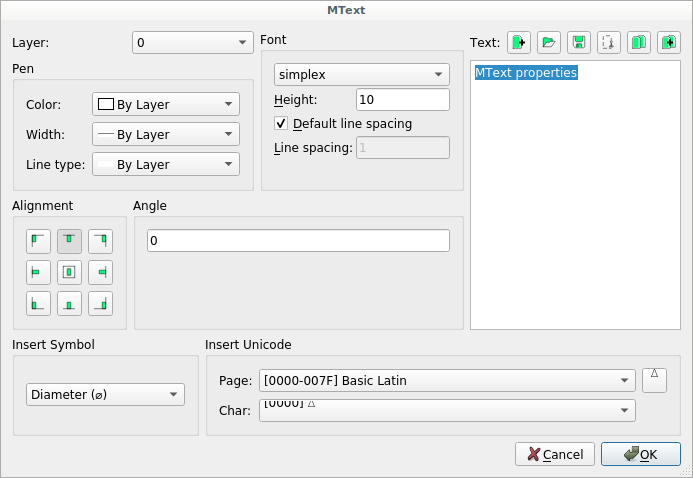 MText
Layer:
0
Pen
Color:
By Layer
Width:
By Layer
Line type:
By Layer
Font
simplex
Height:
10
Default line spacing
Line spacing:
1
Text:
MText properties
Alignment
Angle
0
Insert Symbol
Diameter (⌀)
Insert Unicode
Page:
[0000-007F] Basic Latin
Char:
[0000]
Cancel
OK